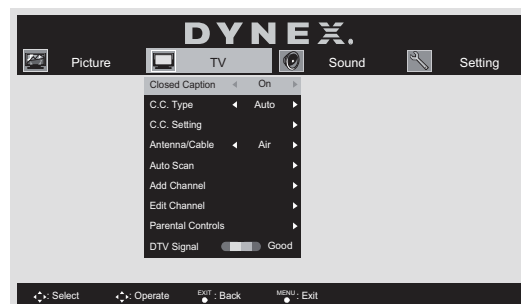 DYNEX.
Picture TV Sound Setting
Closed Caption On
C.C. Type Auto
C.C. Setting
Antenna/Cable Air
Auto Scan
Add Channel
Edit Channel
Parental Controls
DTV Signal Good
: Select : Operate EXIT : Back MENU : Exit